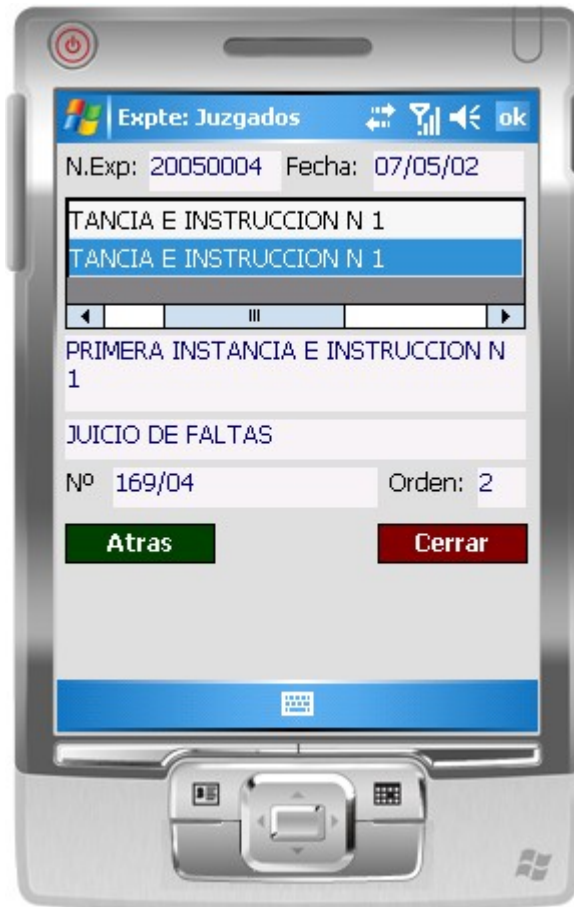 Expte: Juzgados ok
N.Exp: 20050004 Fecha: 07/05/02
TANCIA E INSTRUCCION N 1
TANCIA E INSTRUCCION N 1
PRIMERA INSTANCIA E INSTRUCCION N
1
JUICIO DE FALTAS
Nº 169/04 Orden: 2
Atras Cerrar